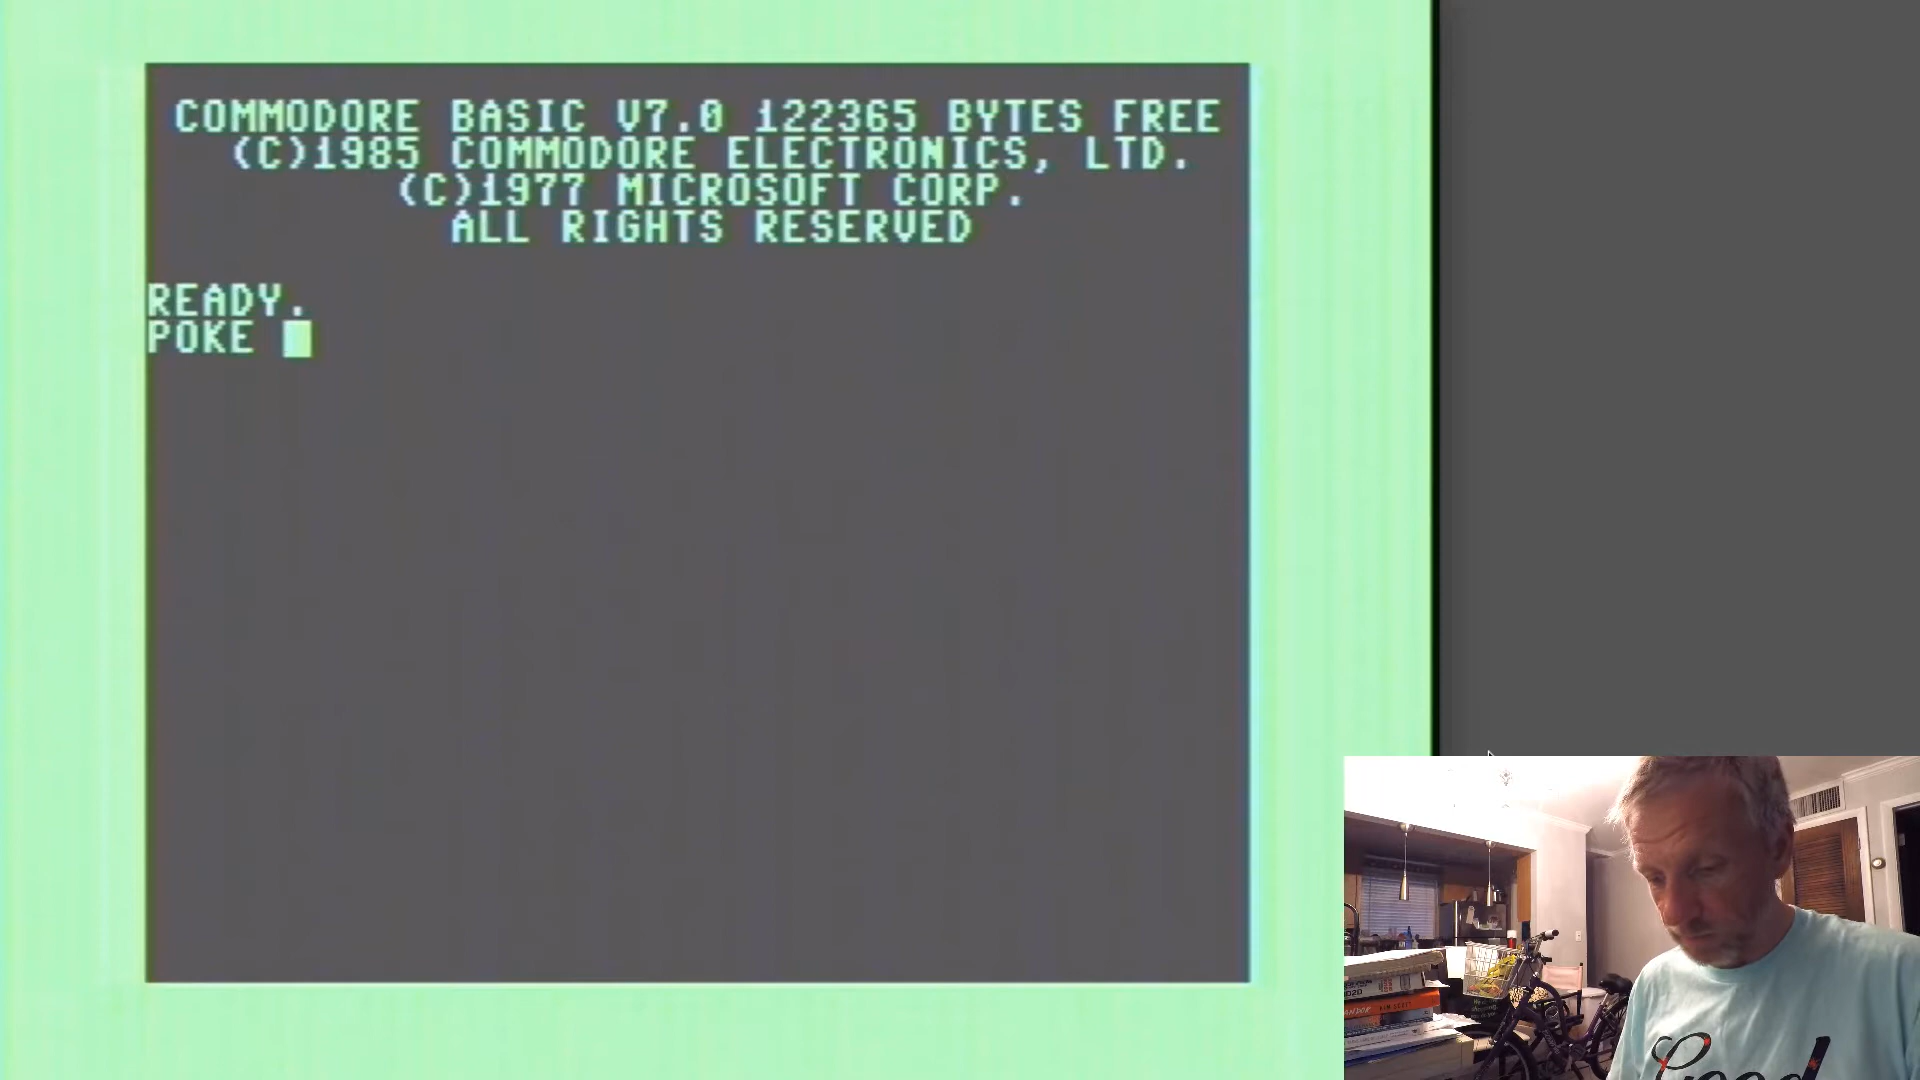 COMMODORE BASIC V7.0 122365 BYTES FREE
(C)1985 COMMODORE ELECTRONICS, LTD.
(C)1977 MICROSOFT CORP.
ALL RIGHTS RESERVED
READY.
POKE
Good